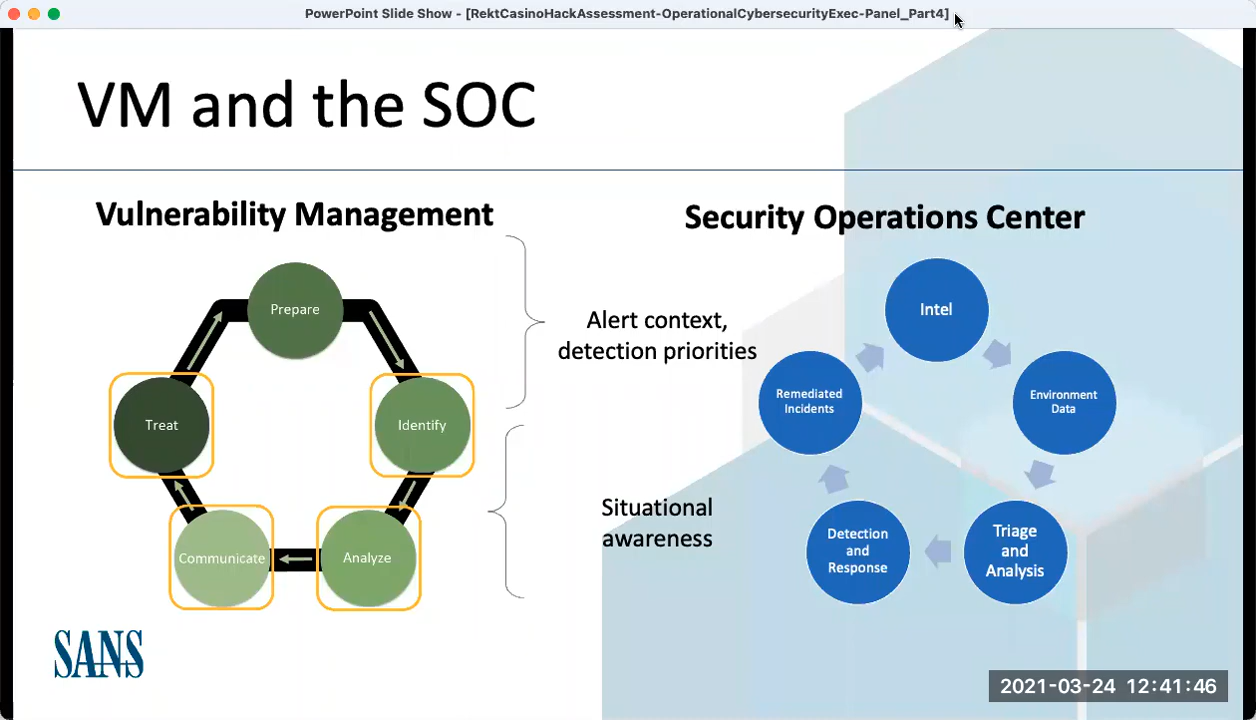 PowerPoint Slide Show - [RektCasinoHackAssessment-OperationalCybersecurityExec-Panel_Part4]
VM and the SOC
Vulnerability Management
Prepare
Identify
Analyze
Communicate
Treat
Alert context,
detection priorities
Situational
awareness
Security Operations Center
Intel
Environment
Data
Triage
and
Analysis
Detection
and
Response
Remediated
Incidents
SANS
2021-03-24 12:41:46